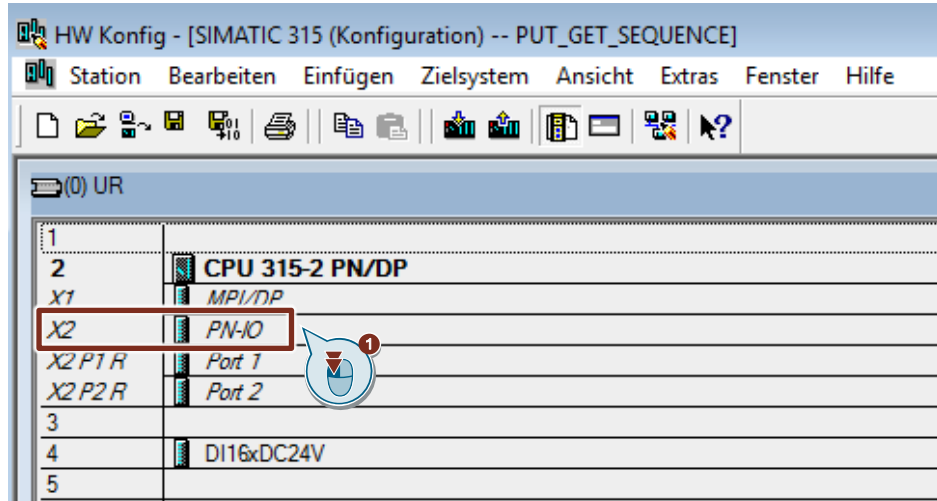 HW Konfig - [SIMATIC 315 (Konfiguration) -- PUT_GET_SEQUENCE]
Station Bearbeiten Einfügen Zielsystem Ansicht Extras Fenster Hilfe
(0) UR
1
2 CPU 315-2 PN/DP
X1 MPI/DP
X2 PN-IO
1
X2 P1 R Port 1
X2 P2 R Port 2
3
4 DI16xDC24V
5